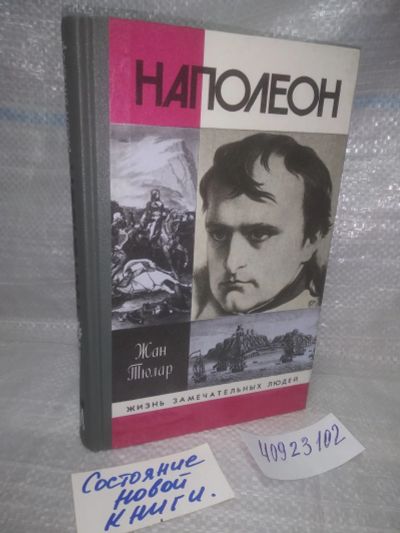 НАПОЛЕОН
Жан
Тюлар
ЖИЗНЬ ЗАМЕЧАТЕЛЬНЫХ ЛЮДЕЙ
Состояние
новой
книги.
40923102